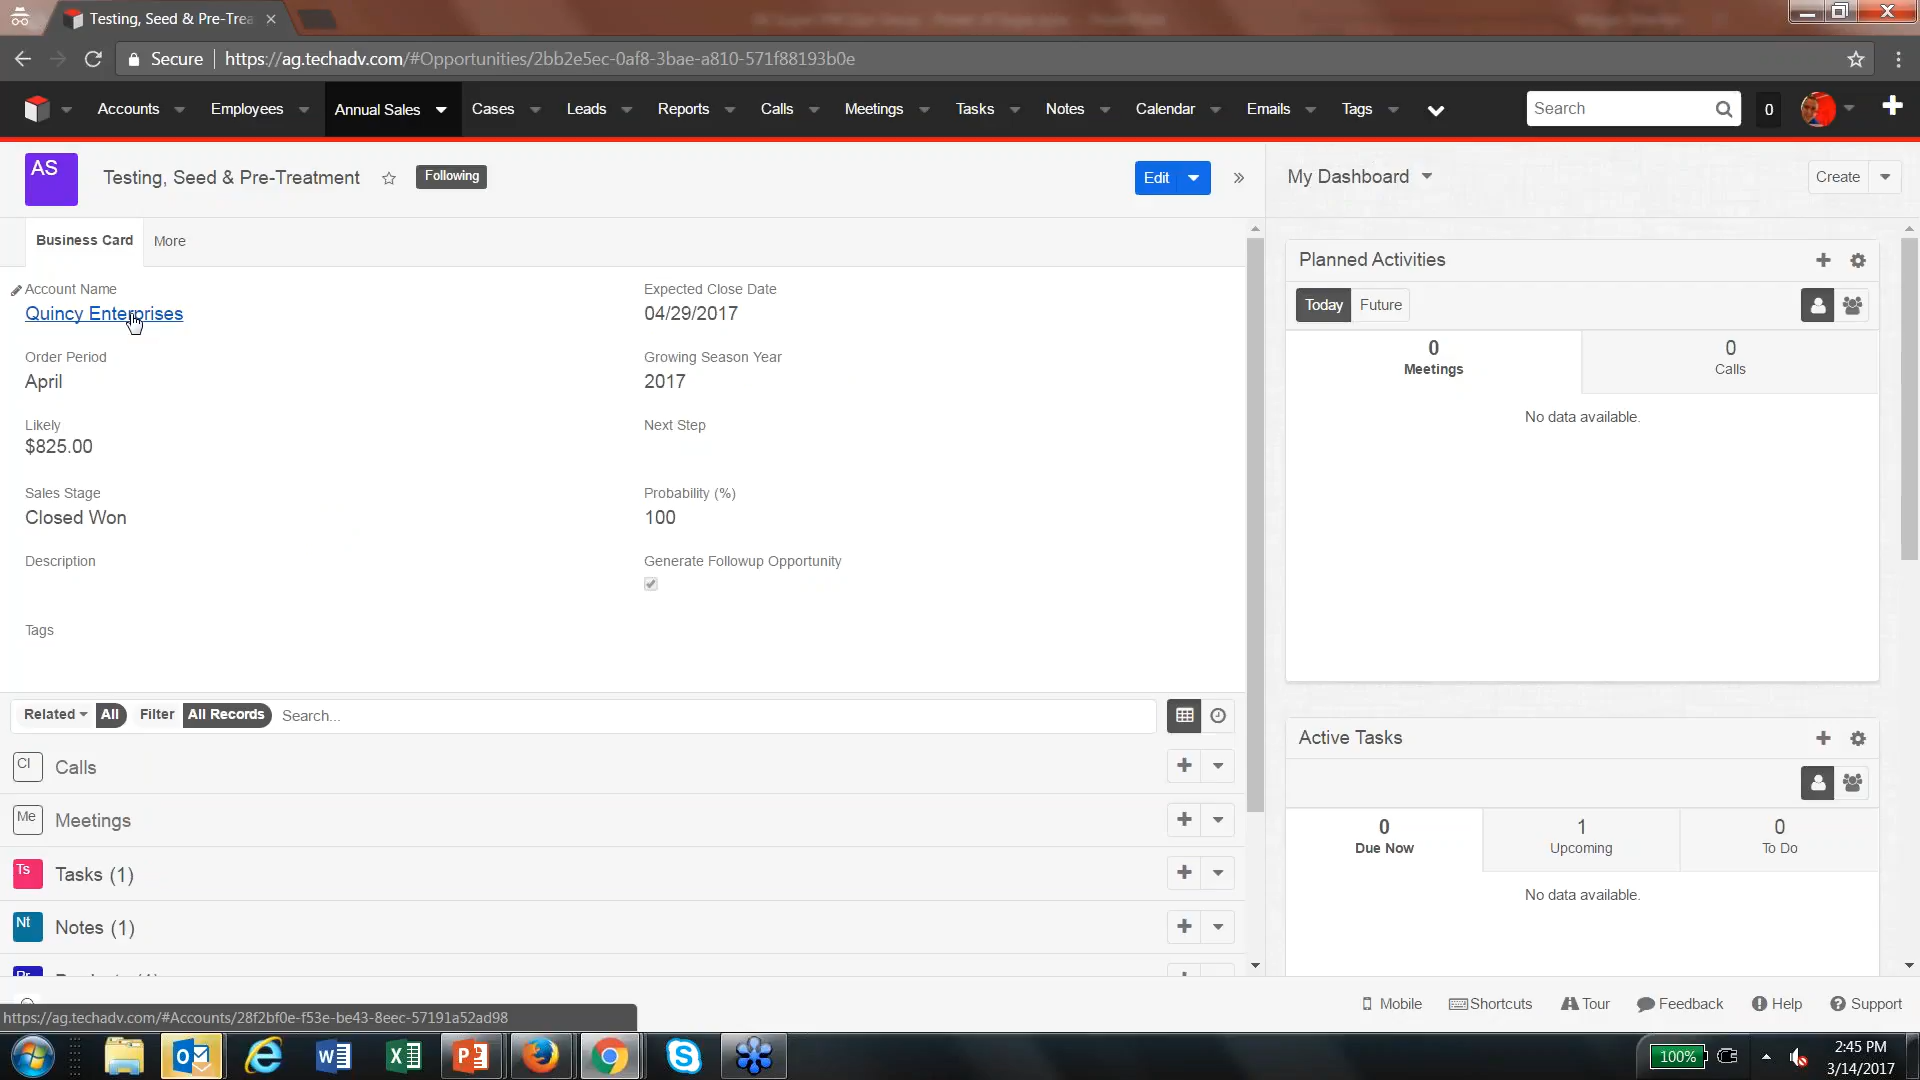 Testing, Seed & Pre-Trea
Secure
https://ag.techadv.com/#Opportunities/2bb2e5ec-0af8-3bae-a810-571f88193b0e
Accounts Employees Annual Sales Cases Leads Reports Calls Meetings Tasks Notes Calendar Emails Tags Search 0
AS Testing, Seed & Pre-Treatment Following Edit
My Dashboard Create
Business Card More
Account Name
Quincy Enterprises
Expected Close Date
04/29/2017
Order Period
April
Growing Season Year
2017
Likely
$825.00
Next Step
Sales Stage
Closed Won
Probability (%)
100
Description
Generate Followup Opportunity
Tags
Related All Filter All Records Search...
Cl Calls
Me Meetings
Ts Tasks (1)
Nt Notes (1)
Planned Activities
Today Future
0
Meetings
0
Calls
No data available.
Active Tasks
0
Due Now
1
Upcoming
0
To Do
No data available.
Mobile Shortcuts Tour Feedback Help Support
https://ag.techadv.com/#Accounts/28f2bf0e-f53e-be43-8eec-57191a52ad98
100%
2:45 PM
3/14/2017